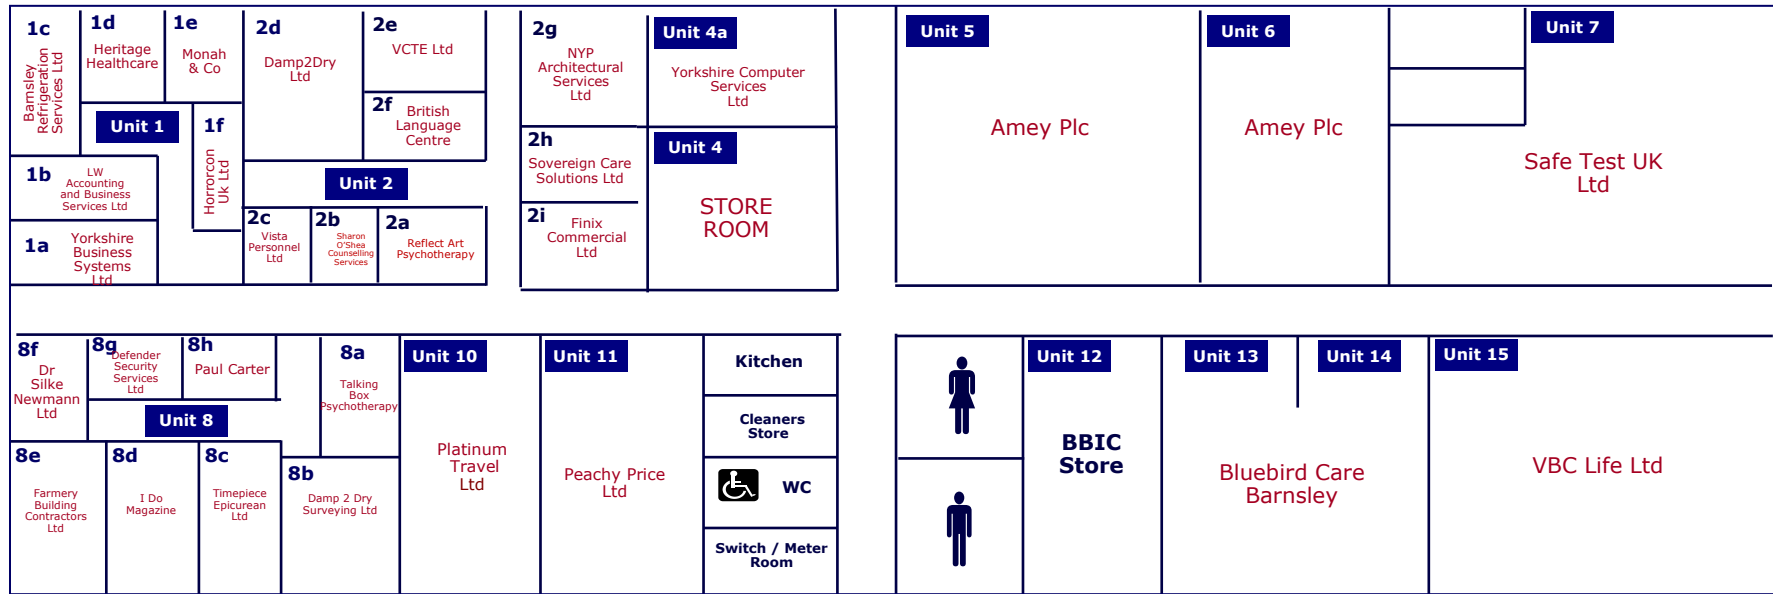 1c
Barnsley
Refrigeration
Services Ltd
1d
Heritage
Healthcare
1e
Monah
& Co
2d
Damp2Dry
Ltd
2e
VCTE Ltd
2f
British
Language
Centre
2g
NYP
Architectural
Services
Ltd
Unit 4a
Yorkshire Computer
Services
Ltd
Unit 5
Amey Plc
Unit 6
Amey Plc
Unit 7
Safe Test UK
Ltd
Unit 1
1f
Horrorcon
Uk Ltd
1b
LW
Accounting
and Business
Services Ltd
1a
Yorkshire
Business
Systems
Ltd
Unit 2
2c
Vista
Personnel
Ltd
2b
Sharon
O'Shea
Counselling
Services
2a
Reflect Art
Psychotherapy
2h
Sovereign Care
Solutions Ltd
2i
Finix
Commercial
Ltd
Unit 4
STORE
ROOM
8f
Dr
Silke
Newmann
Ltd
8g
Defender
Security
Services
Ltd
8h
Paul Carter
8a
Talking
Box
Psychotherapy
Unit 8
8e
Farmery
Building
Contractors
Ltd
8d
I Do
Magazine
8c
Timepiece
Epicurean
Ltd
8b
Damp 2 Dry
Surveying Ltd
Unit 10
Platinum
Travel
Ltd
Unit 11
Peachy Price
Ltd
Kitchen
Cleaners
Store
WC
Switch / Meter
Room
Unit 12
BBIC
Store
Unit 13
Unit 14
Bluebird Care
Barnsley
Unit 15
VBC Life Ltd